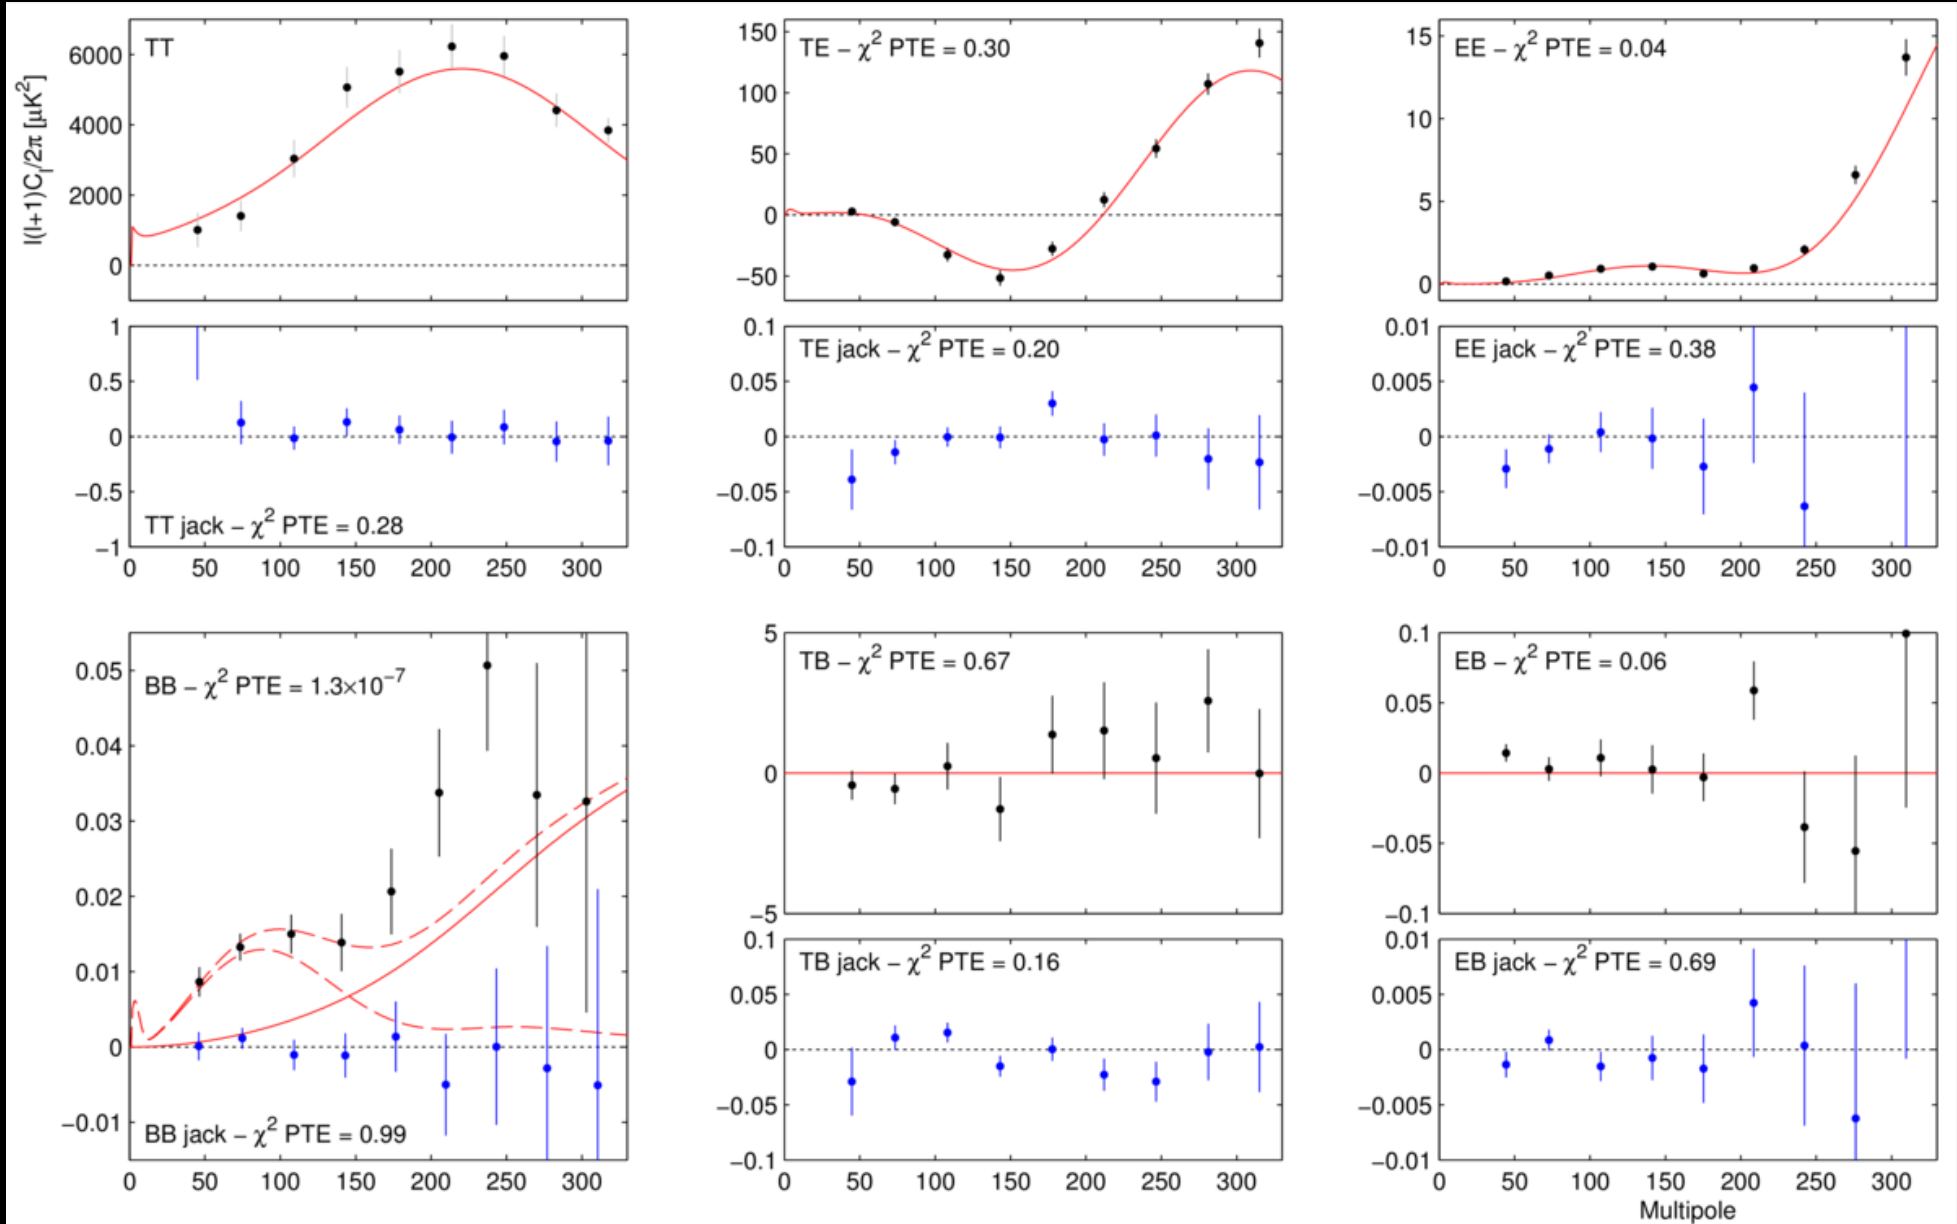 TT
TE − χ² PTE = 0.30
EE − χ² PTE = 0.04
l(l+1)C_l/2π [μK²]
6000
4000
2000
0
150
100
50
0
−50
15
10
5
0
TT jack − χ² PTE = 0.28
TE jack − χ² PTE = 0.20
EE jack − χ² PTE = 0.38
1
0.5
0
−0.5
−1
0.1
0.05
0
−0.05
−0.1
0.01
0.005
0
−0.005
−0.01
0 50 100 150 200 250 300
0 50 100 150 200 250 300
0 50 100 150 200 250 300
BB − χ² PTE = 1.3×10⁻⁷
TB − χ² PTE = 0.67
EB − χ² PTE = 0.06
0.05
0.04
0.03
0.02
0.01
0
−0.01
5
0
−5
0.1
0.05
0
−0.05
−0.1
BB jack − χ² PTE = 0.99
TB jack − χ² PTE = 0.16
EB jack − χ² PTE = 0.69
0.1
0.05
0
−0.05
−0.1
0.01
0.005
0
−0.005
−0.01
0 50 100 150 200 250 300
0 50 100 150 200 250 300
0 50 100 150 200 250 300
Multipole